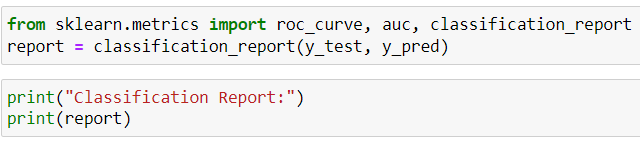 from sklearn.metrics import roc_curve, auc, classification_report
report = classification_report(y_test, y_pred)
print("Classification Report:")
print(report)